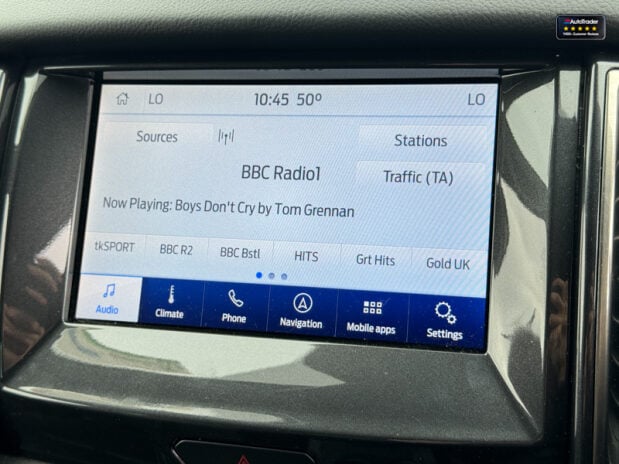 AutoTrader
LO 10:45 50° LO
Sources Stations
BBC Radio1 Traffic (TA)
Now Playing: Boys Don't Cry by Tom Grennan
tkSPORT BBC R2 BBC Bstl HITS Grt Hits Gold UK
Audio Climate Phone Navigation Mobile apps Settings